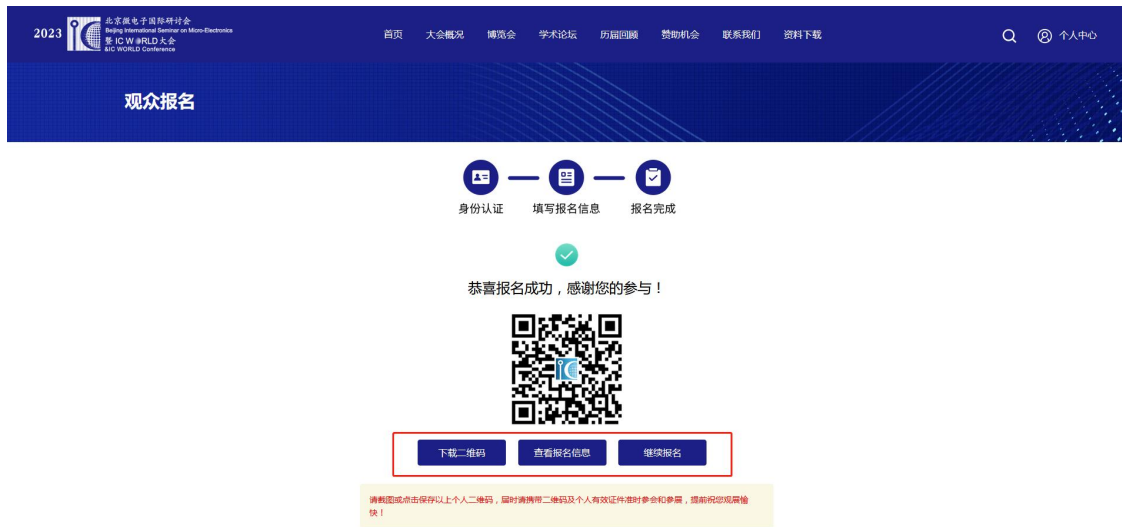 2023
北京微电子国际研讨会
Beijing International Seminar on Micro-Electronics
暨 IC WORLD大会
&IC WORLD Conference
首页 大会概况 博览会 学术论坛 历届回顾 赞助机会 联系我们 资料下载
个人中心
观众报名
身份认证 填写报名信息 报名完成
恭喜报名成功，感谢您的参与！
IC
下载二维码 查看报名信息 继续报名
请截图或点击保存以上个人二维码，届时请携带二维码及个人有效证件准时参会和参展，提前祝您观展愉
快！